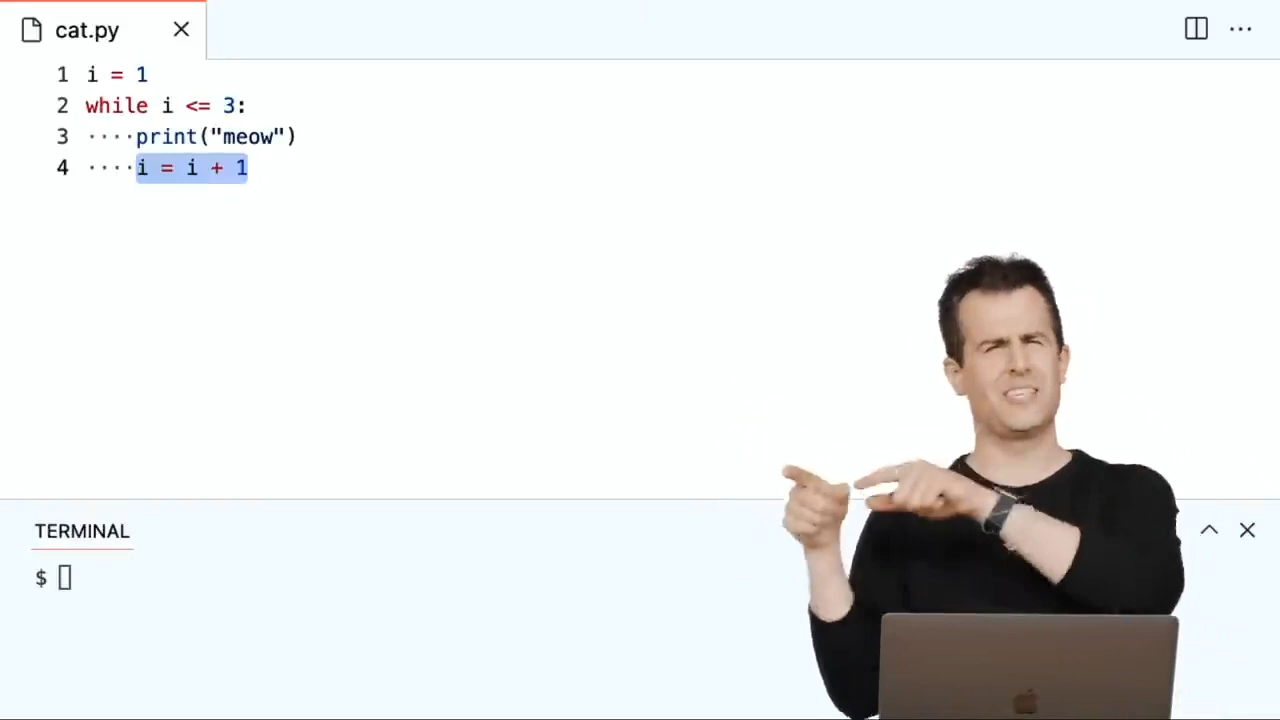 cat.py
1 i = 1
2 while i <= 3:
3 ····print("meow")
4 ····i = i + 1
TERMINAL
$